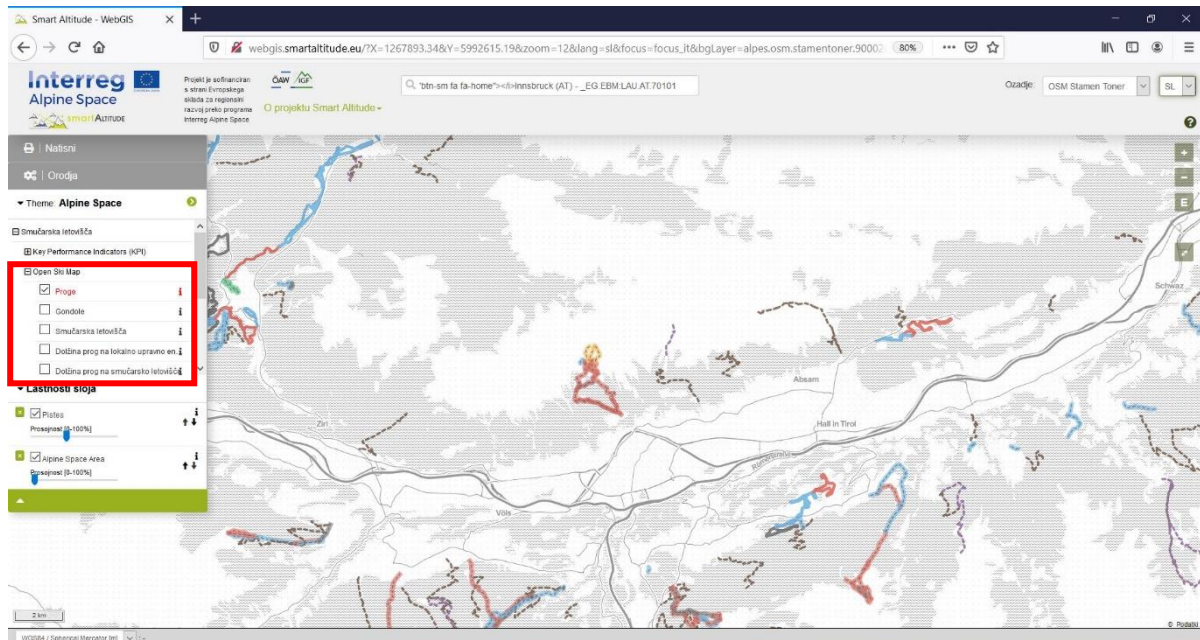 Smart Altitude - WebGIS
webgis.smartaltitude.eu/?X=1267893.34&Y=5992615.19&zoom=12&lang=sl&focus=focus_it&bgLayer=alpes.osm.stamentoner.90002
80%
Interreg
Alpine Space
smartALTITUDE
Projekt je sofinanciran
s strani Evropskega
sklada za regionalni
razvoj preko programa
Interreg Alpine Space
ÖAW
IGF
O projektu Smart Altitude
'btn-sm fa fa-home"></i>Innsbruck (AT) - _EG.EBM:LAU.AT.70101
Ozadje:
OSM Stamen Toner
SL
Natisni
Orodja
Theme: Alpine Space
Smučarska letovišča
Key Performance Indicators (KPI)
Open Ski Map
Proge
Gondole
Smučarska letovišča
Dolžina prog na lokalno upravno en.
Dolžina prog na smučarsko letovišče
Lastnosti sloja
Pistea
Prosojnost [0-100%]
Alpine Space Area
Prosojnost [0-100%]
E
Schwaz
Absam
Hall in Tirol
Zirl
Völs
2 km
WGS84 / Spherical Mercator (m)
© Podatki